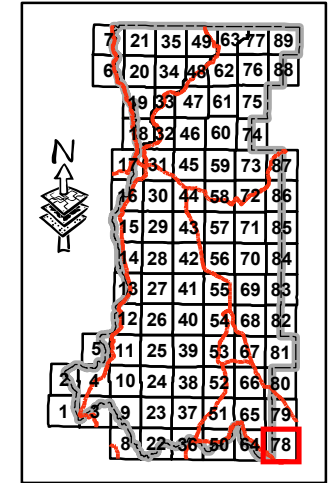 7 21 35 49 63 77 89
6 20 34 48 62 76 88
19 33 47 61 75
18 32 46 60 74
N
17 31 45 59 73 87
16 30 44 58 72 86
15 29 43 57 71 85
14 28 42 56 70 84
13 27 41 55 69 83
12 26 40 54 68 82
5 11 25 39 53 67 81
2 4 10 24 38 52 66 80
1 3 9 23 37 51 65 79
8 22 36 50 64 78